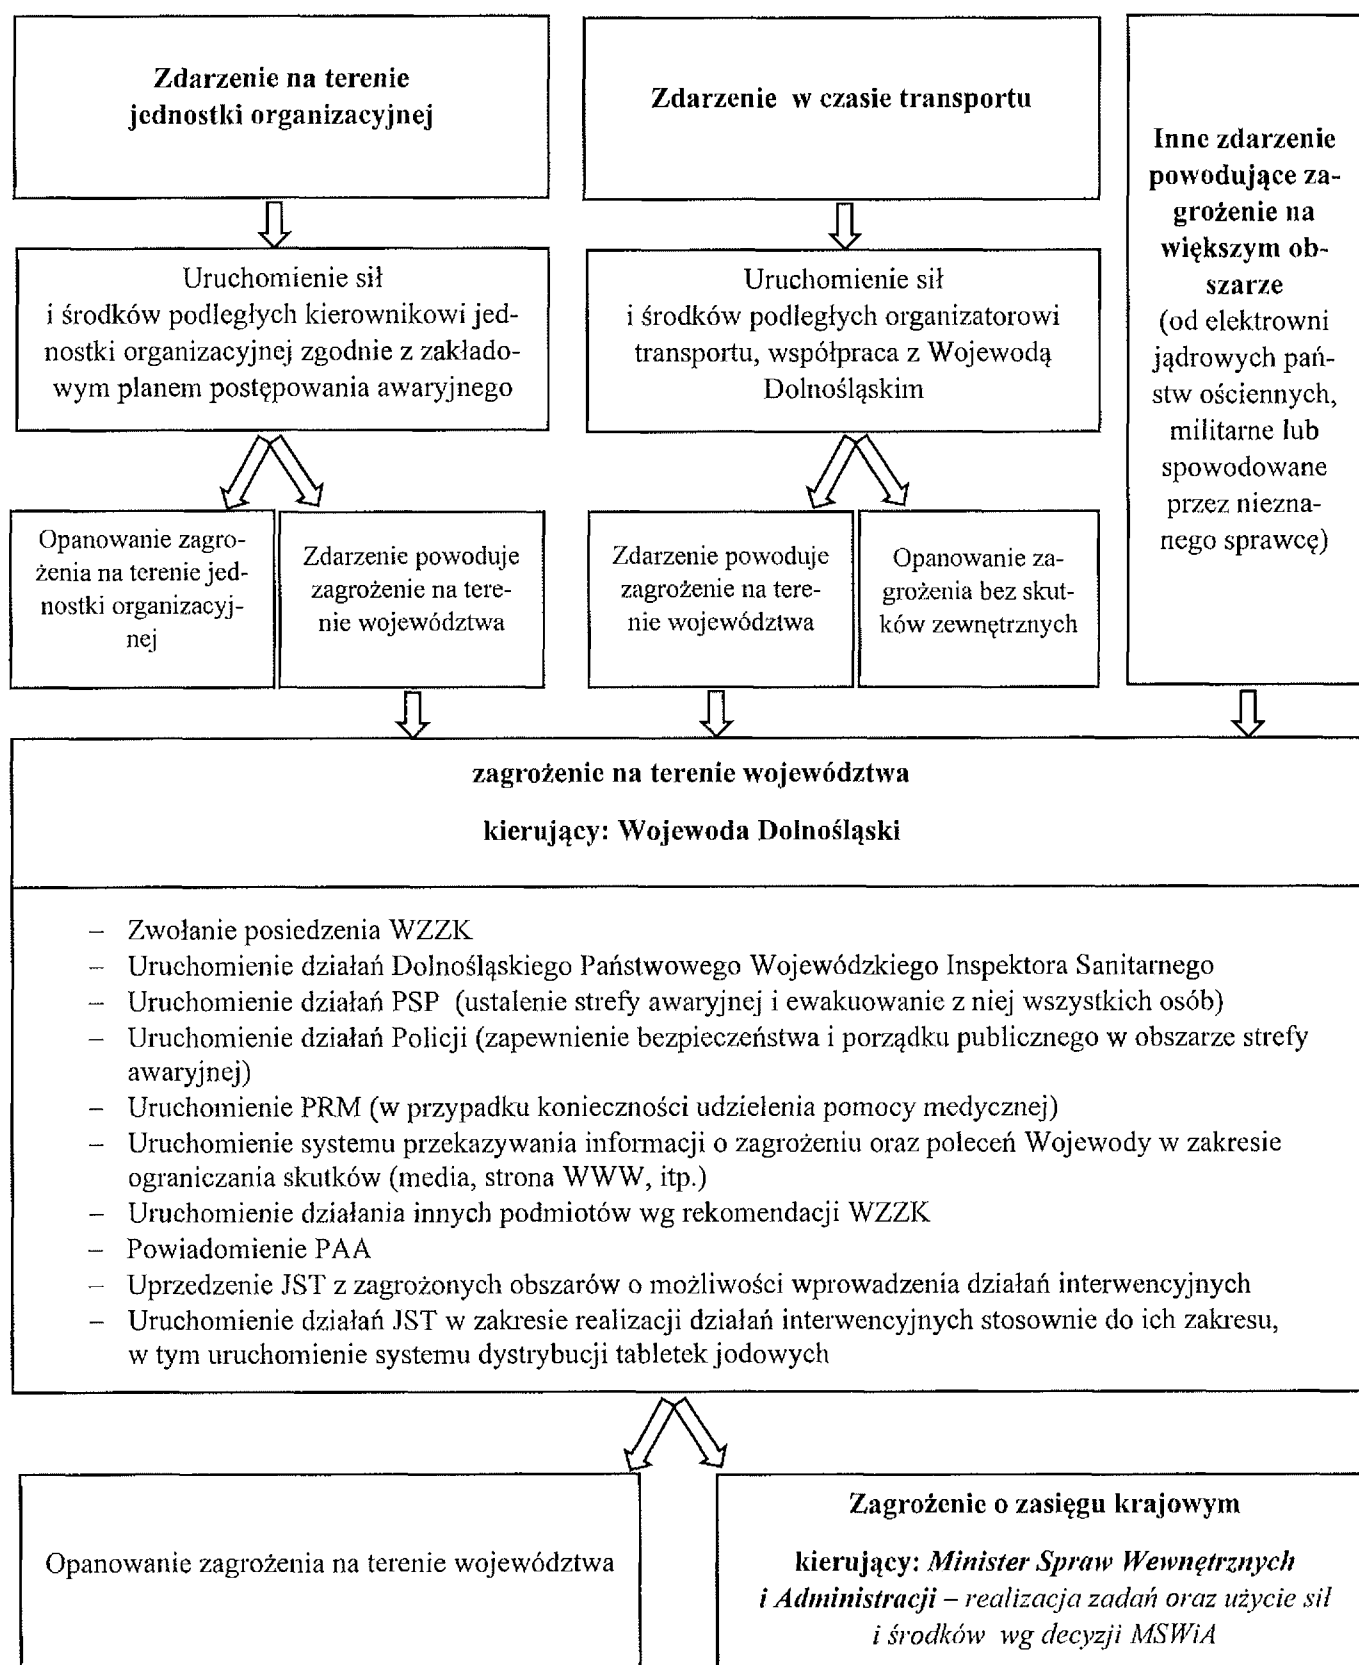 Zdarzenie na terenie
jednostki organizacyjnej
Zdarzenie w czasie transportu
Inne zdarzenie
powodujące za-
grożenie na
większym ob-
szarze
(od elektrowni
jądrowych pań-
stw ościennych,
militarne lub
spowodowane
przez niezna-
nego sprawcę)
Uruchomienie sił
i środków podległych kierownikowi jed-
nostki organizacyjnej zgodnie z zakłado-
wym planem postępowania awaryjnego
Uruchomienie sił
i środków podległych organizatorowi
transportu, współpraca z Wojewodą
Dolnośląskim
Opanowanie zagro-
żenia na terenie jed-
nostki organizacyj-
nej
Zdarzenie powoduje
zagrożenie na tere-
nie województwa
Zdarzenie powoduje
zagrożenie na tere-
nie województwa
Opanowanie za-
grożenia bez skut-
ków zewnętrznych
zagrożenie na terenie województwa
kierujący: Wojewoda Dolnośląski
– Zwołanie posiedzenia WZZK
– Uruchomienie działań Dolnośląskiego Państwowego Wojewódzkiego Inspektora Sanitarnego
– Uruchomienie działań PSP (ustalenie strefy awaryjnej i ewakuowanie z niej wszystkich osób)
– Uruchomienie działań Policji (zapewnienie bezpieczeństwa i porządku publicznego w obszarze strefy
awaryjnej)
– Uruchomienie PRM (w przypadku konieczności udzielenia pomocy medycznej)
– Uruchomienie systemu przekazywania informacji o zagrożeniu oraz poleceń Wojewody w zakresie
ograniczania skutków (media, strona WWW, itp.)
– Uruchomienie działania innych podmiotów wg rekomendacji WZZK
– Powiadomienie PAA
– Uprzedzenie JST z zagrożonych obszarów o możliwości wprowadzenia działań interwencyjnych
– Uruchomienie działań JST w zakresie realizacji działań interwencyjnych stosownie do ich zakresu,
w tym uruchomienie systemu dystrybucji tabletek jodowych
Opanowanie zagrożenia na terenie województwa
Zagrożenie o zasięgu krajowym
kierujący: Minister Spraw Wewnętrznych
i Administracji – realizacja zadań oraz użycie sił
i środków wg decyzji MSWiA